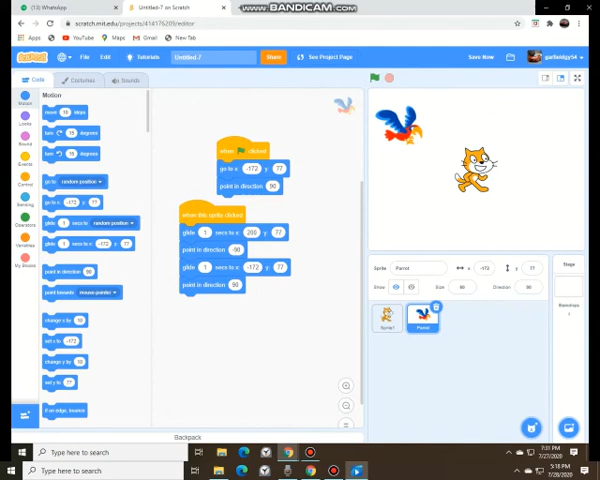 (13) WhatsApp
Untitled-7 on Scratch
www.BANDICAM.com
scratch.mit.edu/projects/414176209/editor
Apps
YouTube
Maps
Gmail
New Tab
SCRATCH
File
Edit
Tutorials
Untitled-7
Share
See Project Page
Save Now
garfieldgy54
Code
Costumes
Sounds
Motion
Looks
Sound
Events
Control
Sensing
Operators
Variables
My Blocks
Motion
move 10 steps
turn 15 degrees
turn 15 degrees
go to random position
go to x: -172 y: 77
glide 1 secs to random position
glide 1 secs to x: -172 y: 77
point in direction 90
point towards mouse-pointer
change x by 10
set x to -172
change y by 10
set y to 77
if on edge, bounce
when clicked
go to x: -172 y: 77
point in direction 90
when this sprite clicked
glide 1 secs to x: 200 y: 77
point in direction -90
glide 1 secs to x: -172 y: 77
point in direction 90
Sprite Parrot x -172 y 77
Show Size Direction 90
Stage
Backdrops
1
Sprite1
Parrot
Backpack
Type here to search
7:31 PM
7/27/2020
Type here to search
5:18 PM
7/28/2020